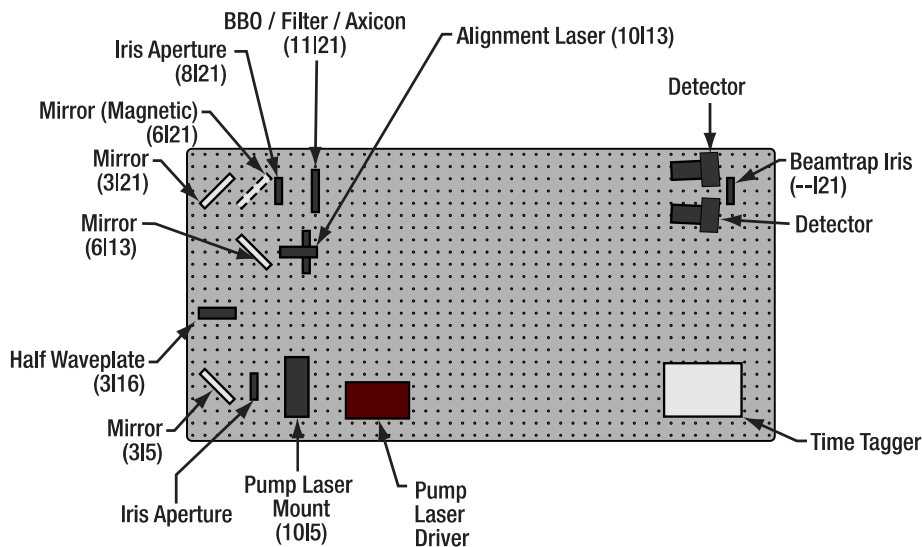 BBO / Filter / Axicon
(11|21)
Alignment Laser (10|13)
Iris Aperture
(8|21)
Detector
Mirror (Magnetic)
(6|21)
Mirror
(3|21)
Beamtrap Iris
(--|21)
Mirror
(6|13)
Detector
Half Waveplate
(3|16)
Mirror
(3|5)
Time Tagger
Iris Aperture
Pump Laser
Mount
(10|5)
Pump
Laser
Driver